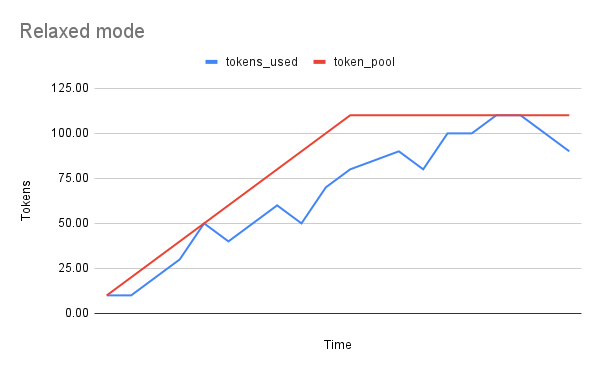 Relaxed mode
tokens_used token_pool
125.00
100.00
75.00
50.00
25.00
0.00
Tokens
Time